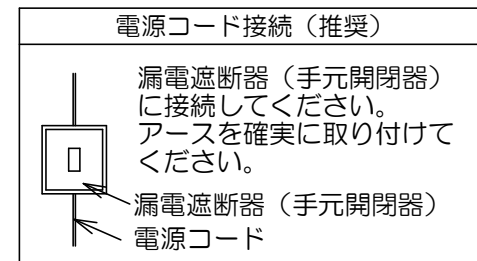 電源コード接続（推奨）
漏電遮断器（手元開閉器）
に接続してください。
アースを確実に取り付けて
ください。
漏電遮断器（手元開閉器）
電源コード